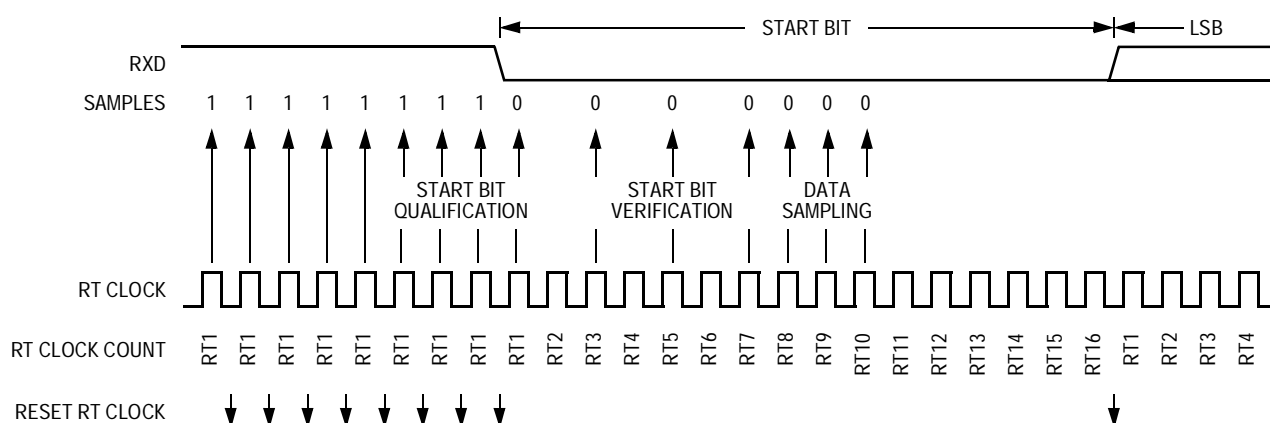 START BIT LSB
RXD
SAMPLES 1 1 1 1 1 1 1 1 0 0 0 0 0 0 0
START BIT QUALIFICATION
START BIT VERIFICATION
DATA SAMPLING
RT CLOCK
RT CLOCK COUNT RT1 RT1 RT1 RT1 RT1 RT1 RT1 RT1 RT1 RT2 RT3 RT4 RT5 RT6 RT7 RT8 RT9 RT10 RT11 RT12 RT13 RT14 RT15 RT16 RT1 RT2 RT3 RT4
RESET RT CLOCK